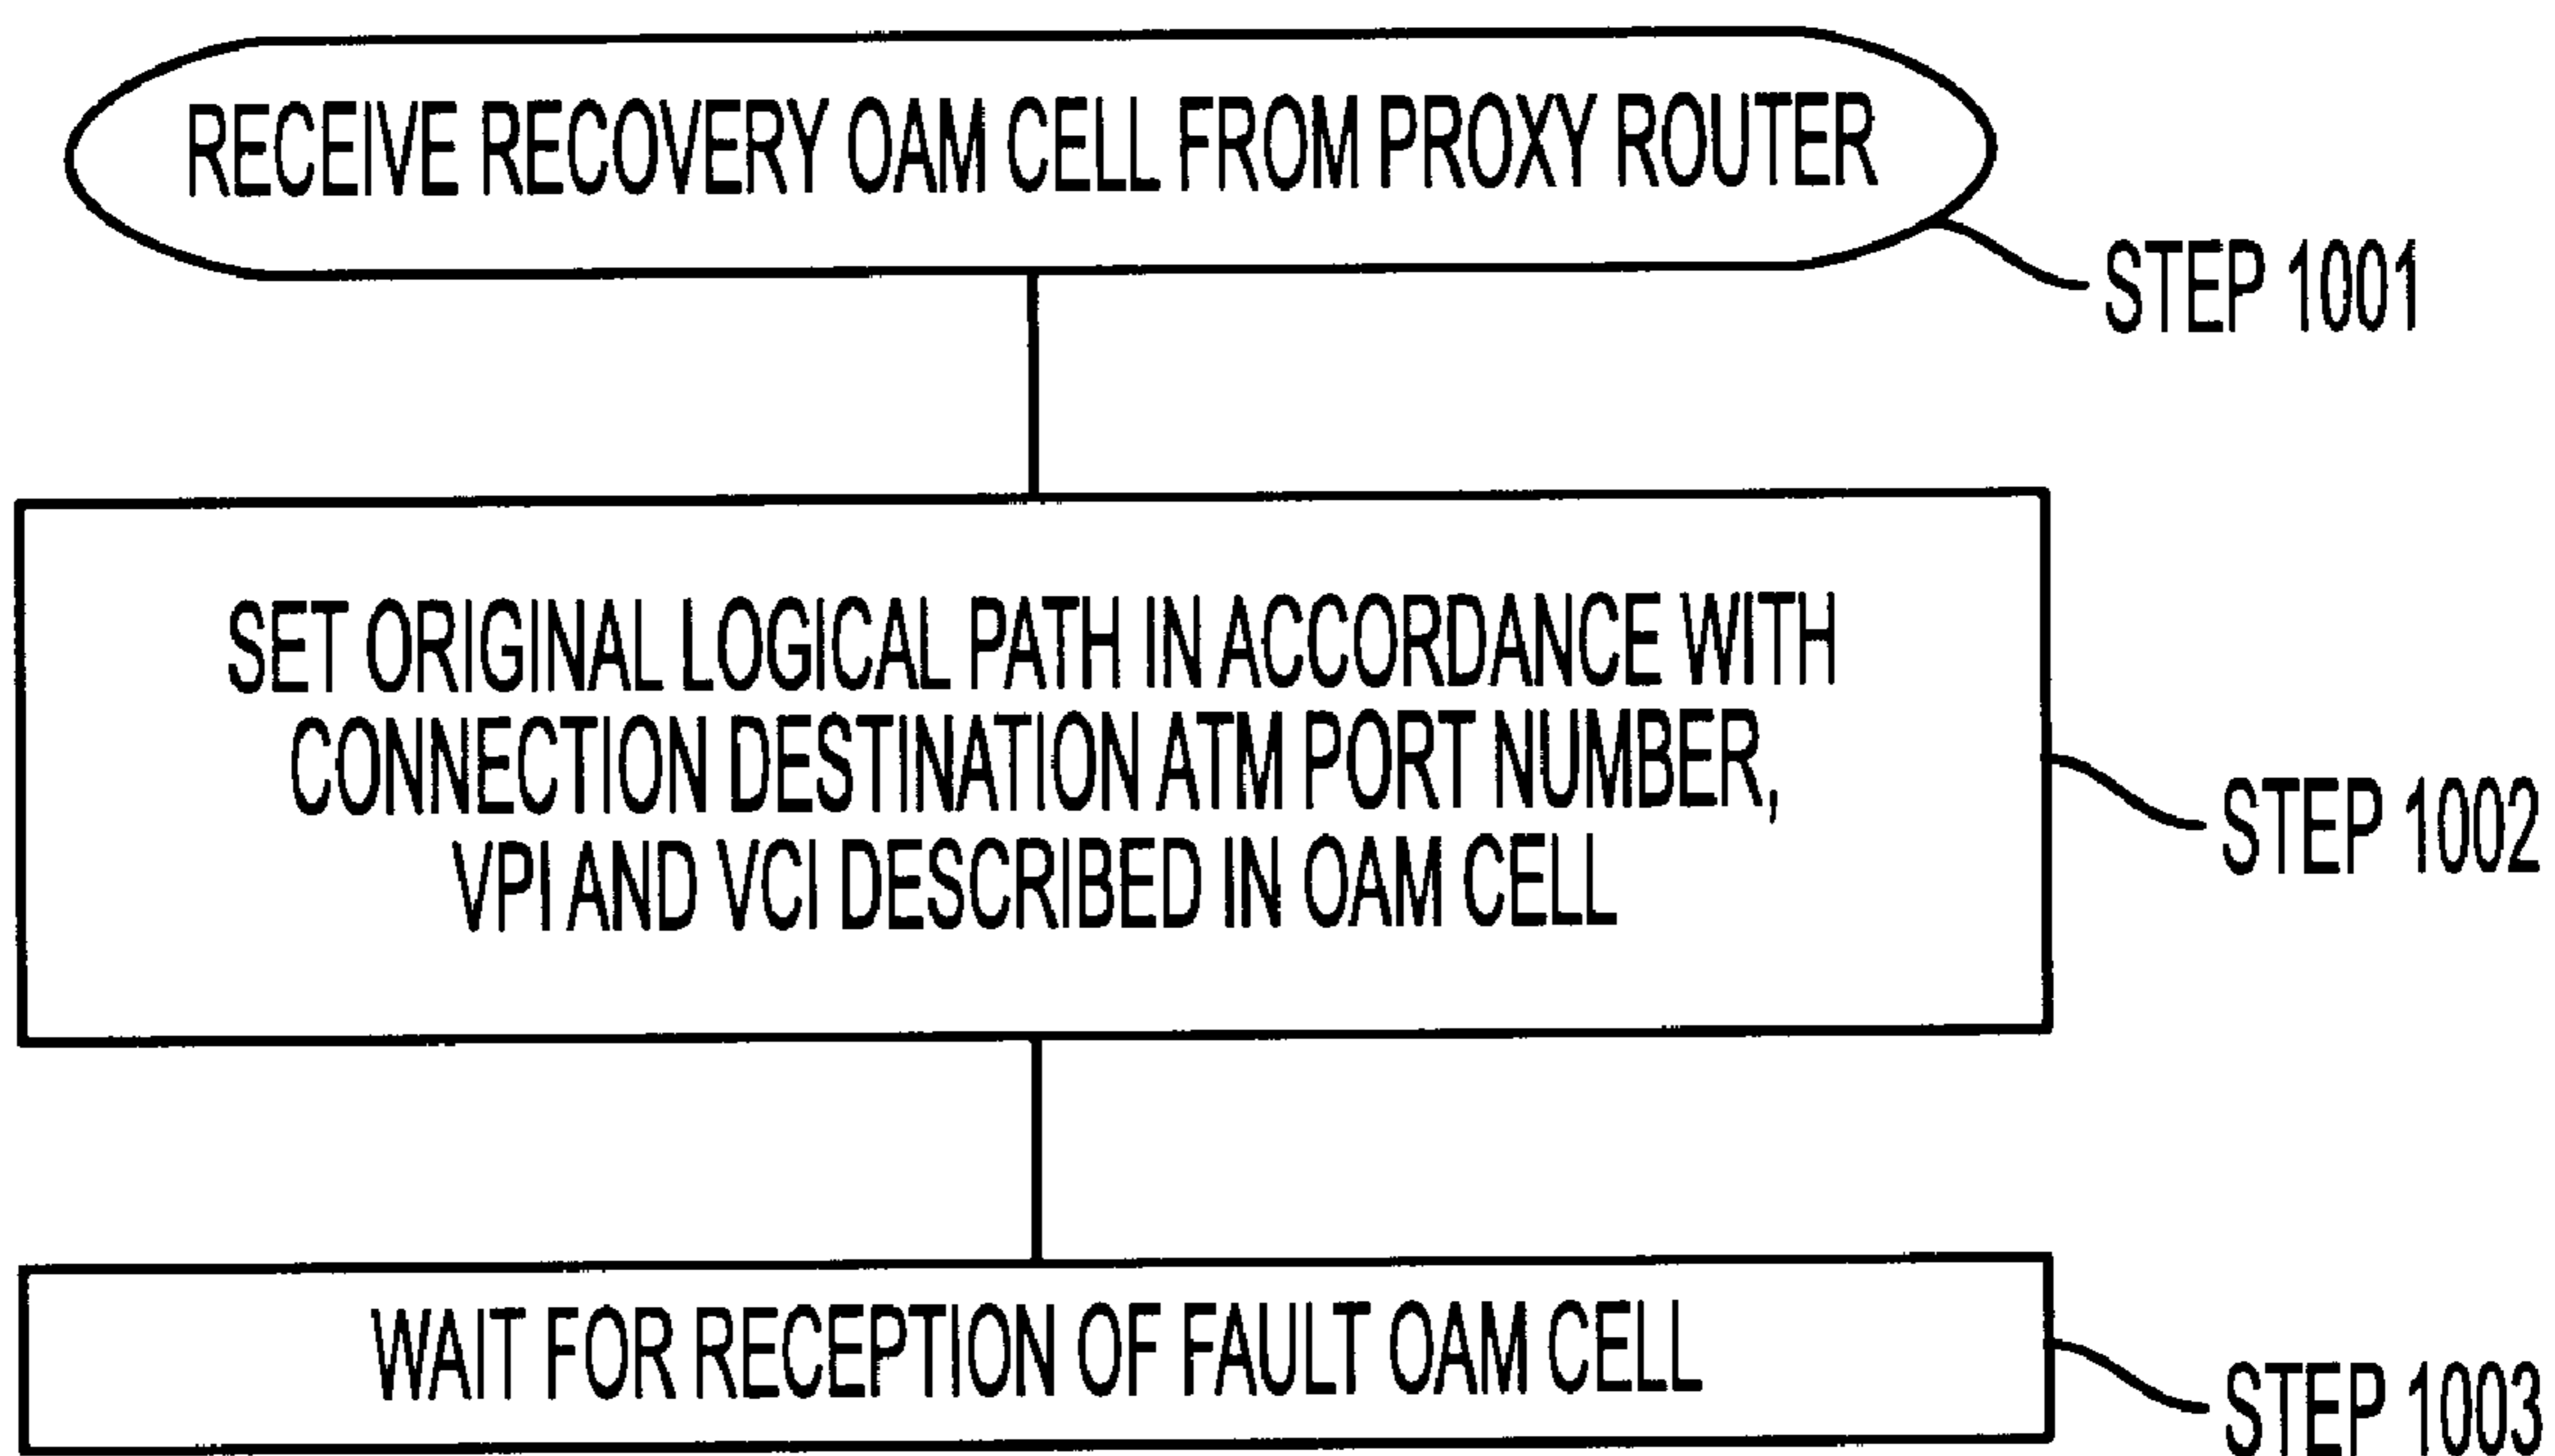 RECEIVE RECOVERY OAM CELL FROM PROXY ROUTER
STEP 1001
SET ORIGINAL LOGICAL PATH IN ACCORDANCE WITH
CONNECTION DESTINATION ATM PORT NUMBER,
VPI AND VCI DESCRIBED IN OAM CELL
STEP 1002
WAIT FOR RECEPTION OF FAULT OAM CELL
STEP 1003